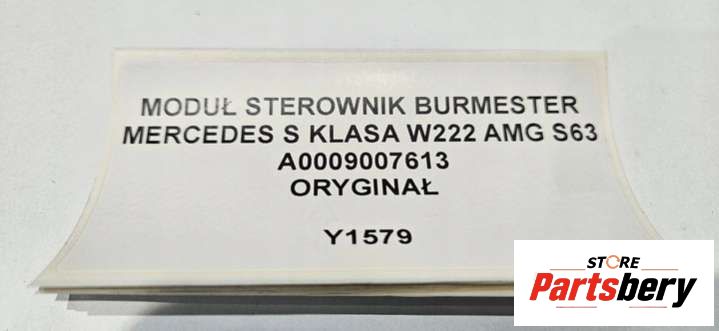 MODUŁ STEROWNIK BURMESTER
MERCEDES S KLASA W222 AMG S63
A0009007613
ORYGINAŁ
Y1579
STORE
Partsbery